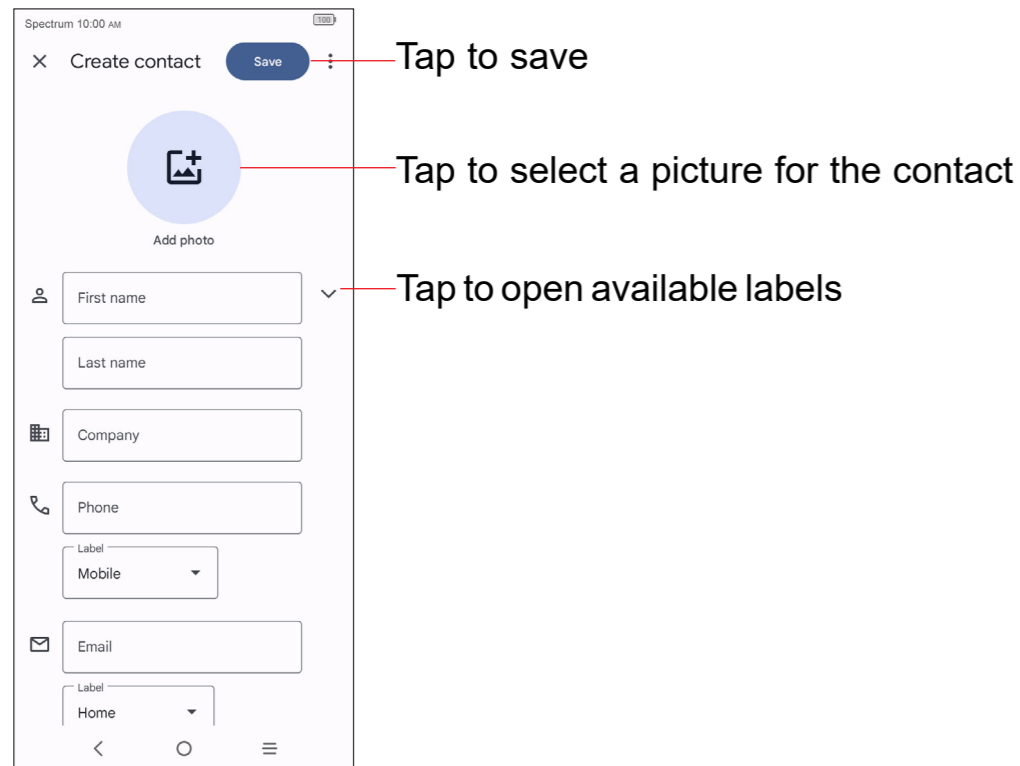 Spectrum 10:00 AM 100
Create contact Save Tap to save
Tap to select a picture for the contact
Add photo
First name Tap to open available labels
Last name
Company
Phone
Label
Mobile
Email
Label
Home